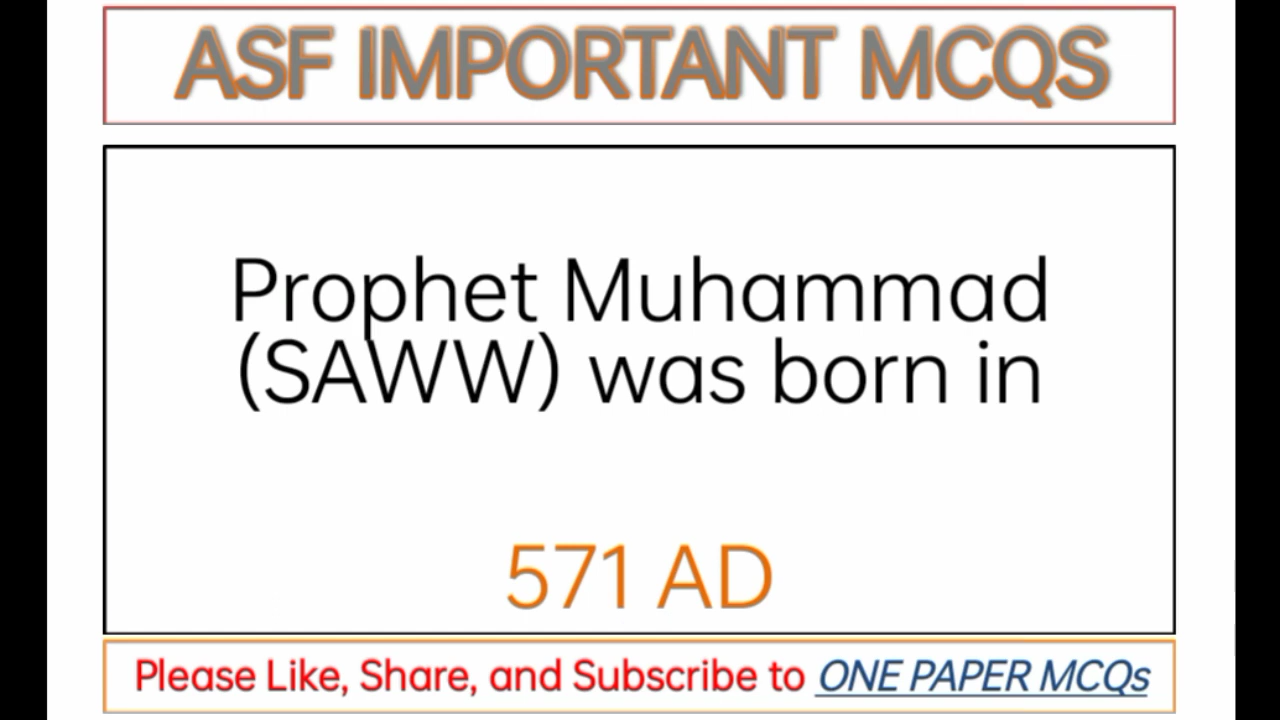 ASF IMPORTANT MCQS
Prophet Muhammad
(SAWW) was born in
571 AD
Please Like, Share, and Subscribe to ONE PAPER MCQs